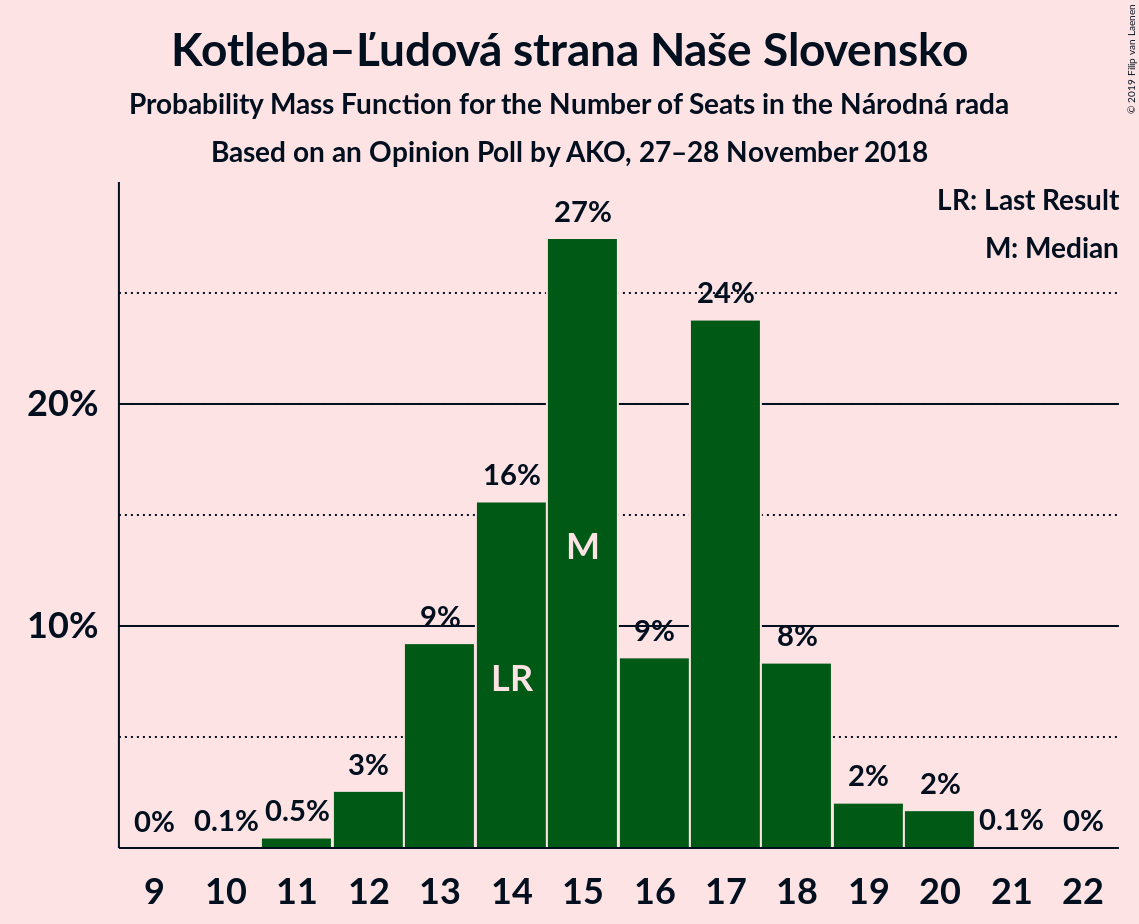 Kotleba–Ľudová strana Naše Slovensko
Probability Mass Function for the Number of Seats in the Národná rada
Based on an Opinion Poll by AKO, 27–28 November 2018
© 2019 Filip van Laenen
LR: Last Result
M: Median
20%
10%
0%
0.1%
0.5%
3%
9%
16%
27%
9%
24%
8%
2%
2%
0.1%
0%
LR
M
9 10 11 12 13 14 15 16 17 18 19 20 21 22